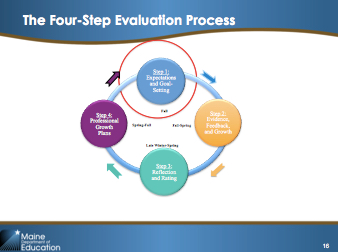 The Four-Step Evaluation Process
Step 1:
Expectations
and Goal-
Setting
Fall
Step 2:
Evidence,
Feedback,
and Growth
Fall-Spring
Step 3:
Reflection
and Rating
Late Winter-Spring
Step 4:
Professional
Growth
Plans
Spring-Fall
Maine
Department of
Education
16